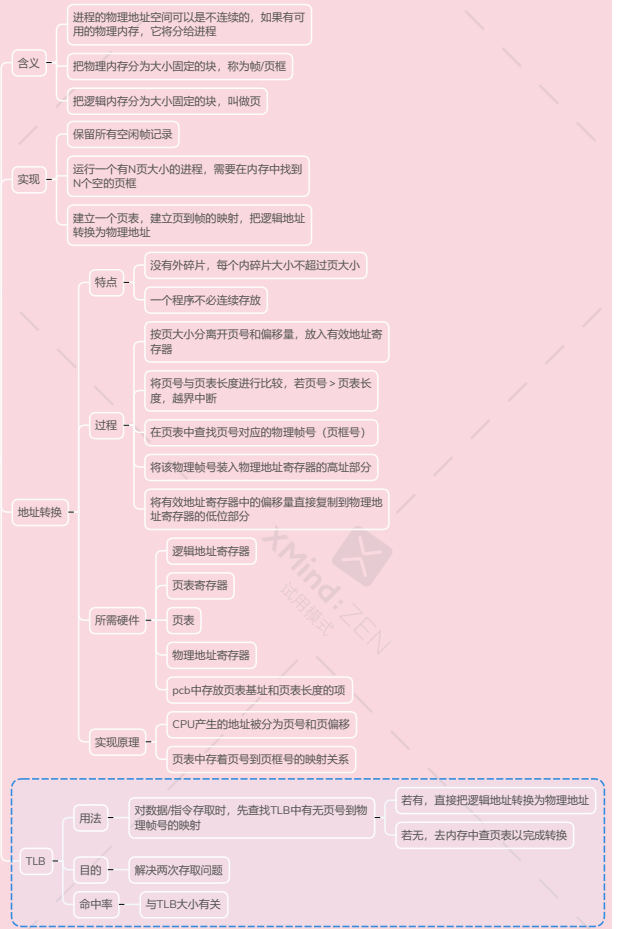 进程的物理地址空间可以是不连续的，如果有可
用的物理内存，它将分给进程
含义
把物理内存分为大小固定的块，称为帧/页框
把逻辑内存分为大小固定的块，叫做页
保留所有空闲帧记录
实现
运行一个有N页大小的进程，需要在内存中找到
N个空的页框
建立一个页表，建立页到帧的映射，把逻辑地址
转换为物理地址
没有外碎片，每个内碎片大小不超过页大小
特点
一个程序不必连续存放
按页大小分离开页号和偏移量，放入有效地址寄
存器
将页号与页表长度进行比较，若页号 > 页表长
度，越界中断
过程
在页表中查找页号对应的物理帧号（页框号）
将该物理帧号装入物理地址寄存器的高址部分
将有效地址寄存器中的偏移量直接复制到物理地
址寄存器的低位部分
地址转换
逻辑地址寄存器
页表寄存器
所需硬件
页表
物理地址寄存器
pcb中存放页表基址和页表长度的项
CPU产生的地址被分为页号和页偏移
实现原理
页表中存着页号到页框号的映射关系
XMind:ZEN
试用模式
TLB
用法
对数据/指令存取时，先查找TLB中有无页号到物
理帧号的映射
若有，直接把逻辑地址转换为物理地址
若无，去内存中查页表以完成转换
目的
解决两次存取问题
命中率
与TLB大小有关